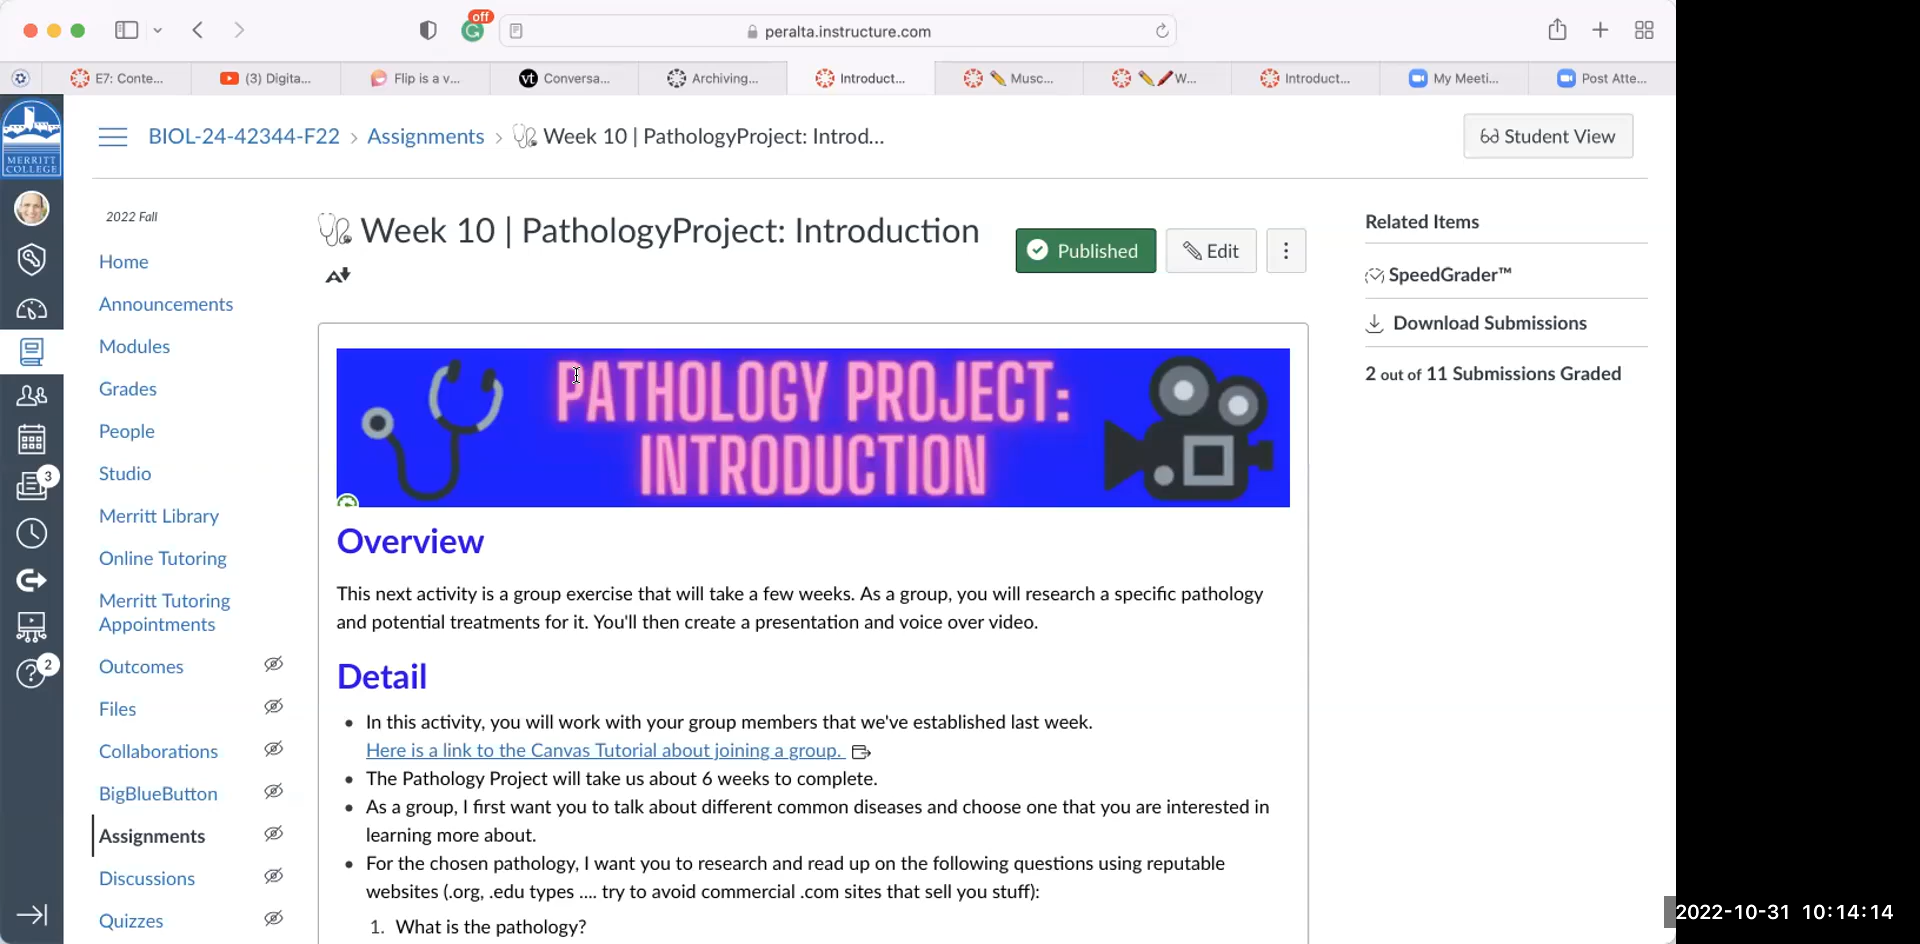 off
peralta.instructure.com
E7: Conte...
(3) Digita...
Flip is a v...
vt Conversa...
Archiving...
Introduct...
Musc...
W...
Introduct...
My Meeti...
Post Atte...
MERRITT
COLLEGE
BIOL-24-42344-F22 > Assignments > Week 10 | PathologyProject: Introd...
Student View
2022 Fall
Home
Announcements
Modules
Grades
People
Studio
Merritt Library
Online Tutoring
Merritt Tutoring
Appointments
Outcomes
Files
Collaborations
BigBlueButton
Assignments
Discussions
Quizzes
3
2
Week 10 | PathologyProject: Introduction
Published
Edit
PATHOLOGY PROJECT:
INTRODUCTION
Overview
This next activity is a group exercise that will take a few weeks. As a group, you will research a specific pathology
and potential treatments for it. You'll then create a presentation and voice over video.
Detail
In this activity, you will work with your group members that we've established last week.
Here is a link to the Canvas Tutorial about joining a group.
The Pathology Project will take us about 6 weeks to complete.
As a group, I first want you to talk about different common diseases and choose one that you are interested in
learning more about.
For the chosen pathology, I want you to research and read up on the following questions using reputable
websites (.org, .edu types .... try to avoid commercial .com sites that sell you stuff):
1. What is the pathology?
Related Items
SpeedGrader™
Download Submissions
2 out of 11 Submissions Graded
2022-10-31 10:14:14